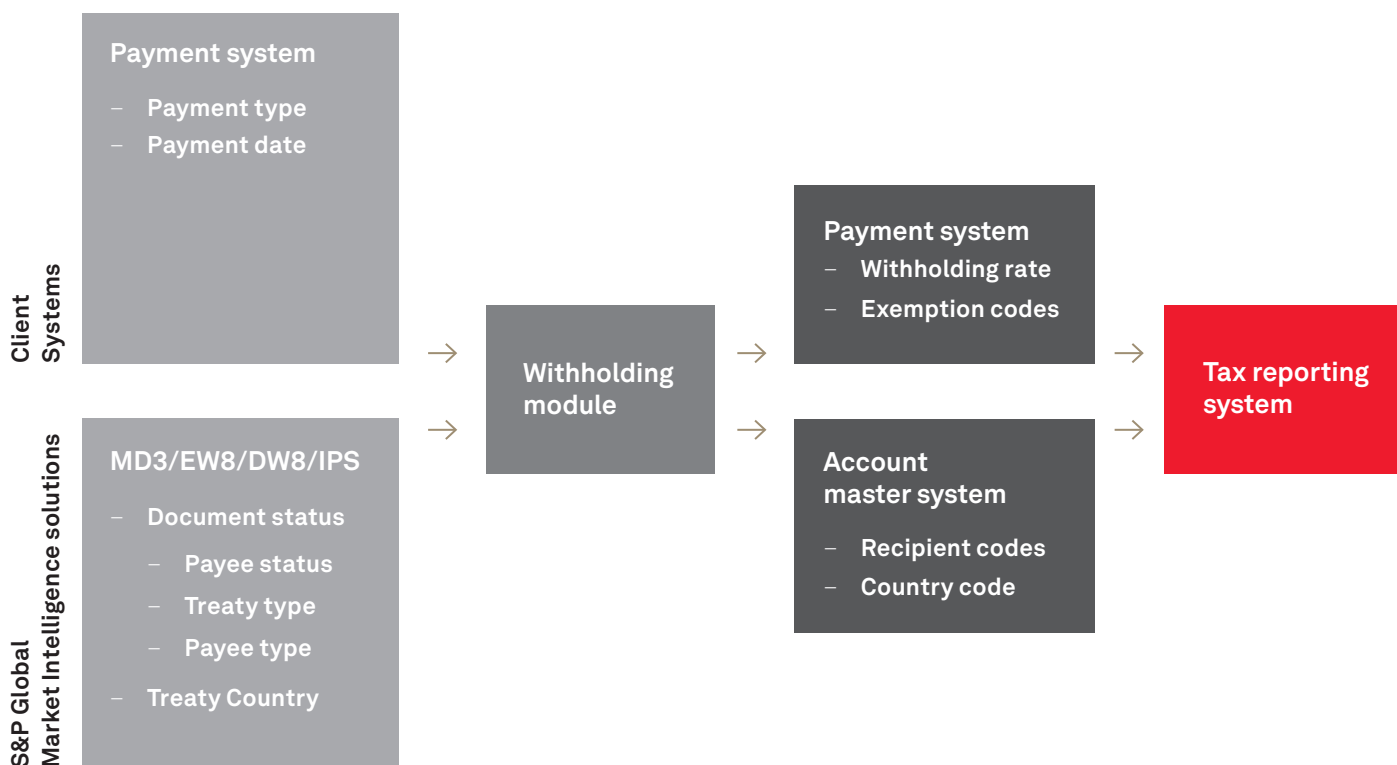 Client
Systems
S&P Global
Market Intelligence solutions
Payment system
– Payment type
– Payment date
MD3/EW8/DW8/IPS
– Document status
– Payee status
– Treaty type
– Payee type
– Treaty Country
→
→
Withholding
module
→
→
Payment system
– Withholding rate
– Exemption codes
Account
master system
– Recipient codes
– Country code
→
→
Tax reporting
system